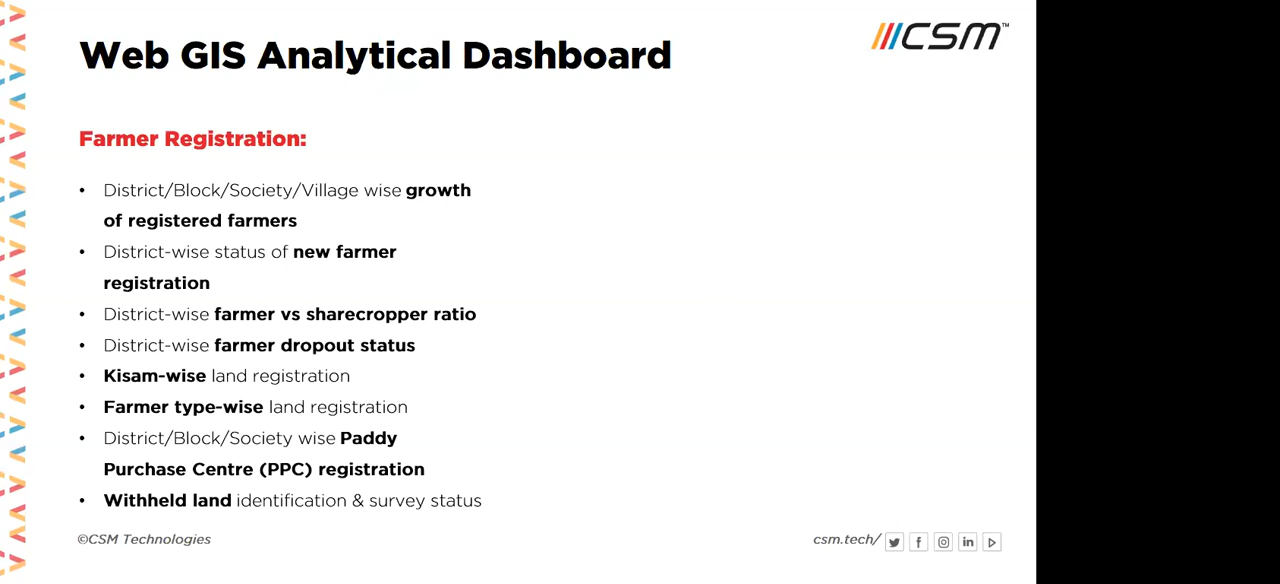 Web GIS Analytical Dashboard
CSM™
Farmer Registration:
• District/Block/Society/Village wise growth
of registered farmers
• District-wise status of new farmer
registration
• District-wise farmer vs sharecropper ratio
• District-wise farmer dropout status
• Kisam-wise land registration
• Farmer type-wise land registration
• District/Block/Society wise Paddy
Purchase Centre (PPC) registration
• Withheld land identification & survey status
©CSM Technologies
csm.tech/